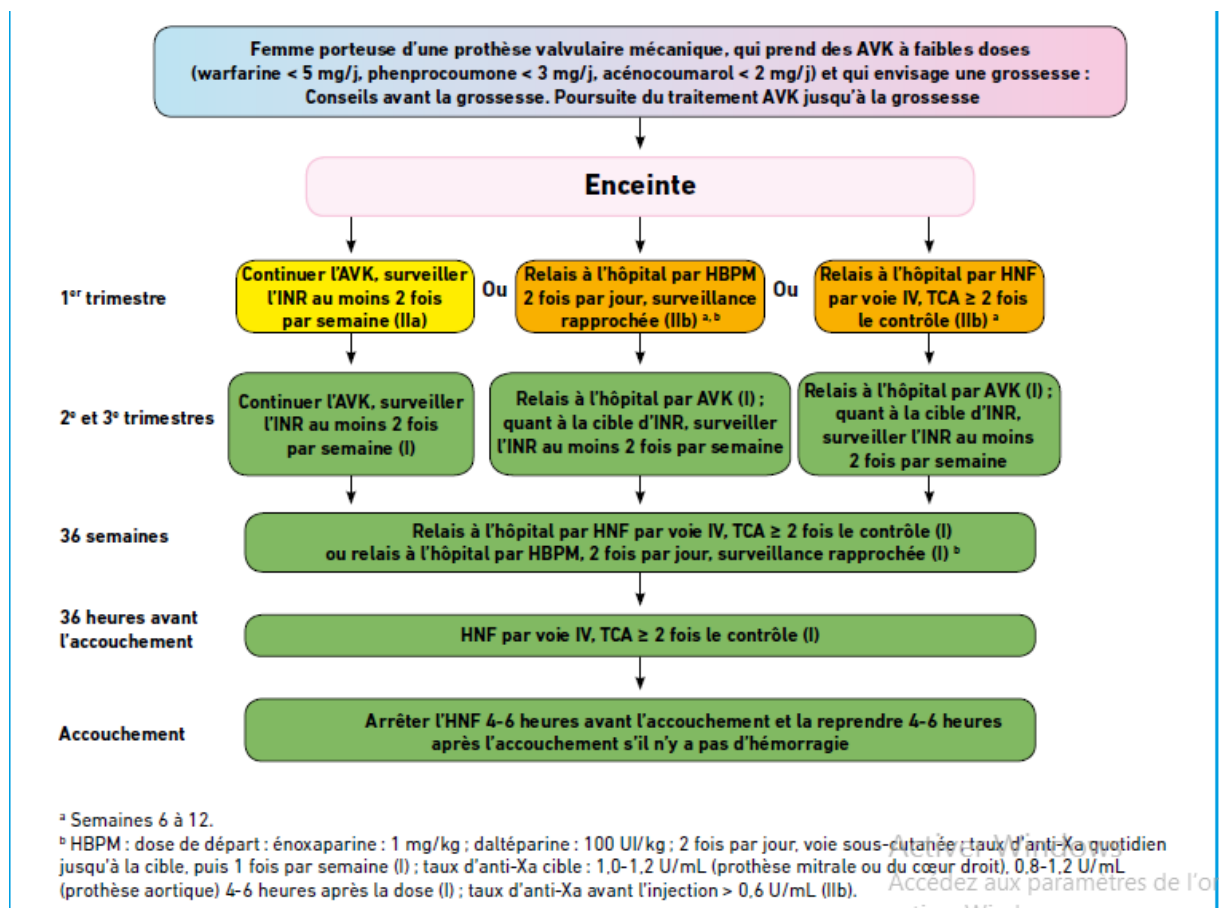 Femme porteuse d'une prothèse valvulaire mécanique, qui prend des AVK à faibles doses
(warfarine < 5 mg/j, phenprocoumone < 3 mg/j, acénocoumarol < 2 mg/j) et qui envisage une grossesse :
Conseils avant la grossesse. Poursuite du traitement AVK jusqu'à la grossesse
Enceinte
1er trimestre
Continuer l'AVK, surveiller
l'INR au moins 2 fois
par semaine (IIa)
Ou
Relais à l'hôpital par HBPM
2 fois par jour, surveillance
rapprochée (IIb) a, b
Ou
Relais à l'hôpital par HNF
par voie IV, TCA ≥ 2 fois
le contrôle (IIb) a
2e et 3e trimestres
Continuer l'AVK, surveiller
l'INR au moins 2 fois
par semaine (I)
Relais à l'hôpital par AVK (I) ;
quant à la cible d'INR, surveiller
l'INR au moins 2 fois par semaine
Relais à l'hôpital par AVK (I) ;
quant à la cible d'INR,
surveiller l'INR au moins
2 fois par semaine
36 semaines
Relais à l'hôpital par HNF par voie IV, TCA ≥ 2 fois le contrôle (I)
ou relais à l'hôpital par HBPM, 2 fois par jour, surveillance rapprochée (I) b
36 heures avant
l'accouchement
HNF par voie IV, TCA ≥ 2 fois le contrôle (I)
Accouchement
Arrêter l'HNF 4-6 heures avant l'accouchement et la reprendre 4-6 heures
après l'accouchement s'il n'y a pas d'hémorragie
a Semaines 6 à 12.
b HBPM : dose de départ : énoxaparine : 1 mg/kg ; daltéparine : 100 UI/kg ; 2 fois par jour, voie sous-cutanée ; taux d'anti-Xa quotidien
jusqu'à la cible, puis 1 fois par semaine (I) ; taux d'anti-Xa cible : 1,0-1,2 U/mL (prothèse mitrale ou du cœur droit), 0,8-1,2 U/mL
(prothèse aortique) 4-6 heures après la dose (I) ; taux d'anti-Xa avant l'injection > 0,6 U/mL (IIb).
Activer Windows
Accédez aux paramètres de l'or